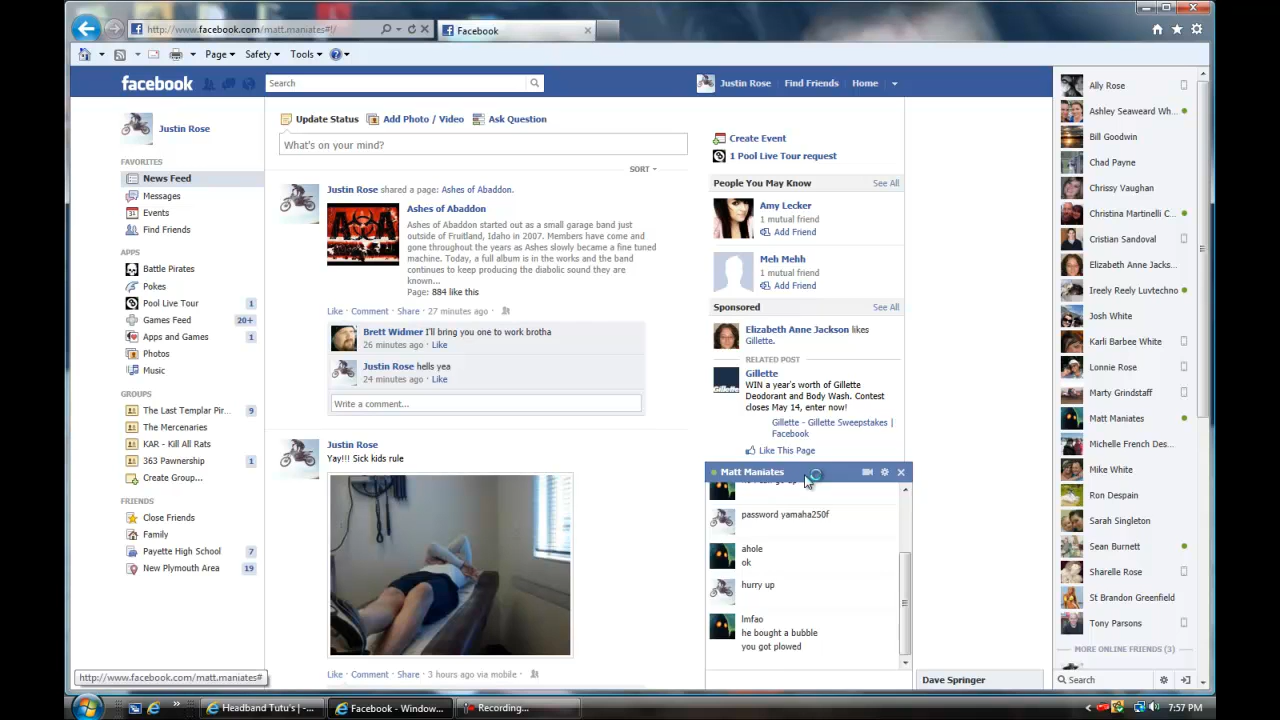 http://www.facebook.com/matt.maniates#!/
Facebook
Page
Safety
Tools
facebook
Search
Justin Rose
Find Friends
Home
Justin Rose
FAVORITES
News Feed
Messages
Events
Find Friends
APPS
Battle Pirates
Pokes
Pool Live Tour 1
Games Feed 20+
Apps and Games 1
Photos
Music
GROUPS
The Last Templar Pir... 9
The Mercenaries
KAR - Kill All Rats
363 Pawnership 1
Create Group...
FRIENDS
Close Friends
Family
Payette High School 7
New Plymouth Area 19
http://www.facebook.com/matt.maniates#
Update Status Add Photo / Video Ask Question
What's on your mind?
SORT
Justin Rose shared a page: Ashes of Abaddon.
AOA
Ashes of Abaddon
Ashes of Abaddon started out as a small garage band just
outside of Fruitland, Idaho in 2007. Members have come and
gone throughout the years as Ashes slowly became a fine tuned
machine. Today, a full album is in the works and the band
continues to keep producing the diabolic sound they are
known...
Page: 884 like this
Like · Comment · Share · 27 minutes ago ·
Brett Widmer I'll bring you one to work brotha
26 minutes ago · Like
Justin Rose hells yea
24 minutes ago · Like
Write a comment...
Justin Rose
Yay!!! Sick kids rule
Like · Comment · Share · 3 hours ago via mobile ·
Create Event
1 Pool Live Tour request
People You May Know See All
Amy Lecker
1 mutual friend
Add Friend
Meh Mehh
1 mutual friend
Add Friend
Sponsored See All
Elizabeth Anne Jackson likes
Gillette.
RELATED POST
Gillette
Gillette
WIN a year's worth of Gillette
Deodorant and Body Wash. Contest
closes May 14, enter now!
Gillette - Gillette Sweepstakes |
Facebook
Like This Page
Matt Maniates
password yamaha250f
ahole
ok
hurry up
lmfao
he bought a bubble
you got plowed
Dave Springer
Ally Rose
Ashley Seaweard Wh...
Bill Goodwin
Chad Payne
Chrissy Vaughan
Christina Martinelli C...
Cristian Sandoval
Elizabeth Anne Jacks...
Ireely Reely Luvtechno
Josh White
Karli Barbee White
Lonnie Rose
Marty Grindstaff
Matt Maniates
Michelle French Des...
Mike White
Ron Despain
Sarah Singleton
Sean Burnett
Sharelle Rose
St Brandon Greenfield
Tony Parsons
MORE ONLINE FRIENDS (3)
Search
Headband Tutu's | -...
Facebook - Window...
Recording...
7:57 PM